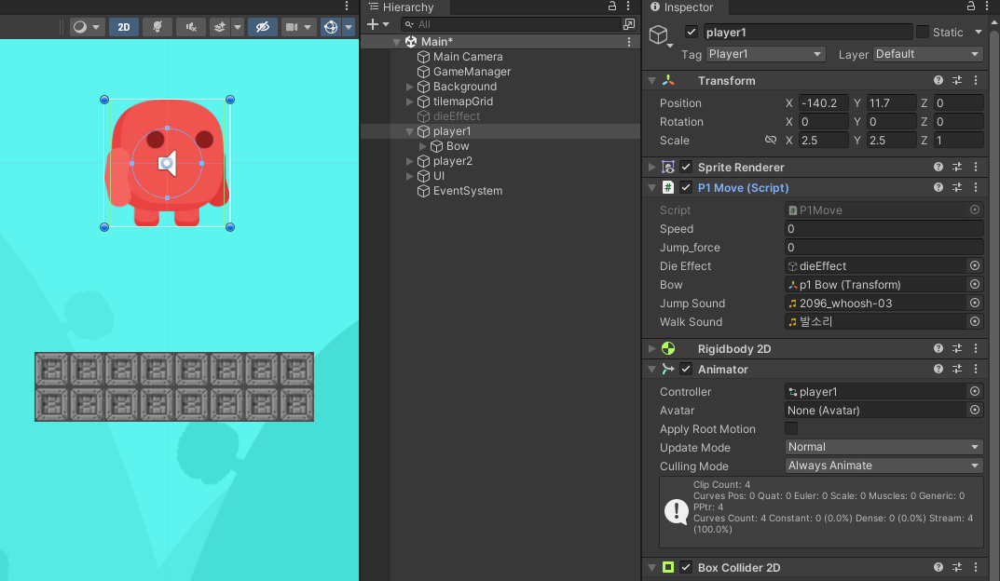 2D
Hierarchy
All
Main*
Main Camera
GameManager
Background
tilemapGrid
dieEffect
player1
Bow
player2
UI
EventSystem
Inspector
player1
Static
Tag Player1 Layer Default
Transform
Position X -140.2 Y 11.7 Z 0
Rotation X 0 Y 0 Z 0
Scale X 2.5 Y 2.5 Z 1
Sprite Renderer
P1 Move (Script)
Script P1Move
Speed 0
Jump_force 0
Die Effect dieEffect
Bow p1 Bow (Transform)
Jump Sound 2096_whoosh-03
Walk Sound 발소리
Rigidbody 2D
Animator
Controller player1
Avatar None (Avatar)
Apply Root Motion
Update Mode Normal
Culling Mode Always Animate
Clip Count: 4
Curves Pos: 0 Quat: 0 Euler: 0 Scale: 0 Muscles: 0 Generic: 0
PPtr: 4
Curves Count: 4 Constant: 0 (0.0%) Dense: 0 (0.0%) Stream: 4
(100.0%)
Box Collider 2D